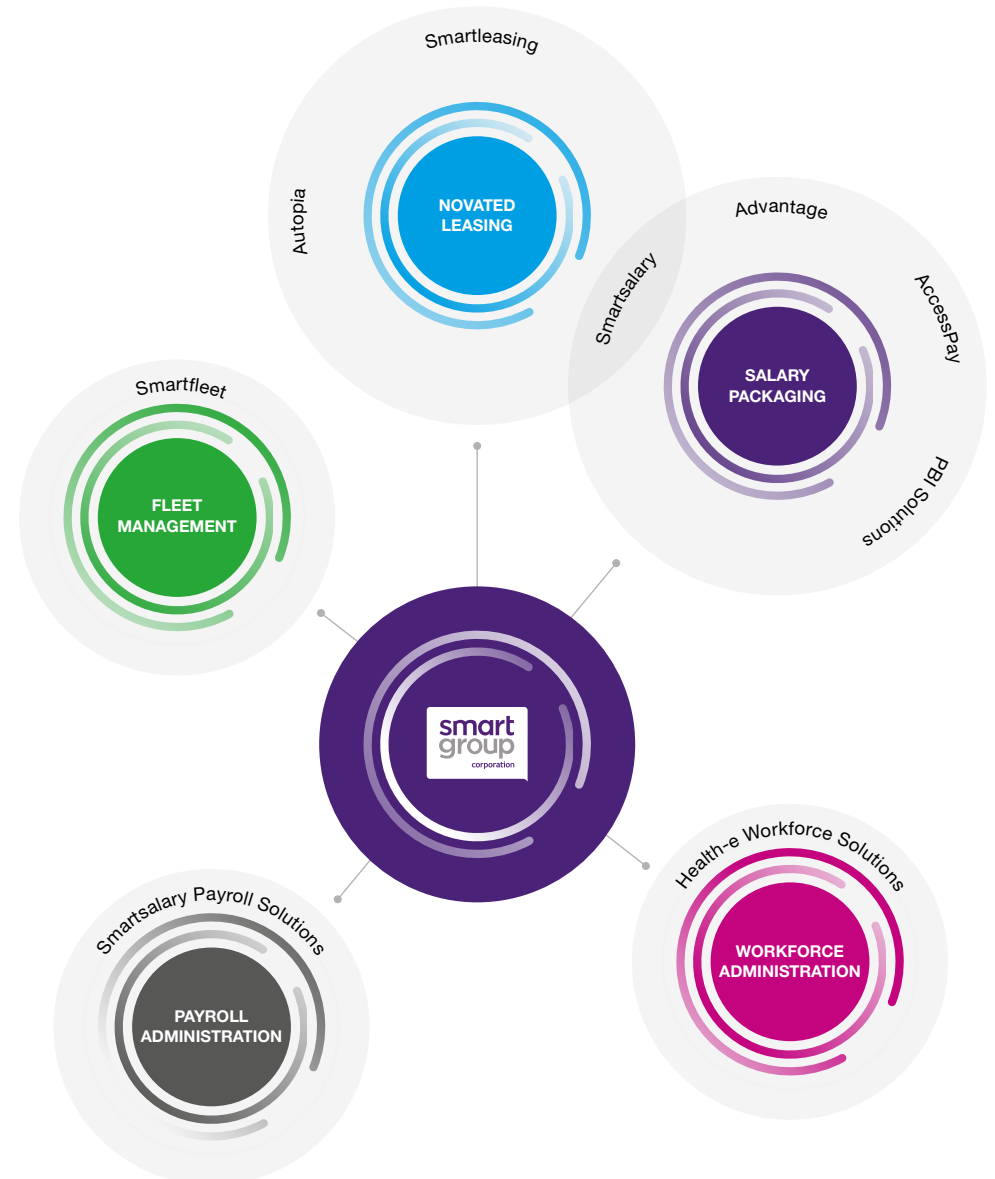 Smartleasing
Autopia
NOVATED
LEASING
Smartsalary
Advantage
AccessPay
PBI Solutions
SALARY
PACKAGING
Smartfleet
FLEET
MANAGEMENT
smart
group
corporation
Health-e Workforce Solutions
WORKFORCE
ADMINISTRATION
Smartsalary Payroll Solutions
PAYROLL
ADMINISTRATION